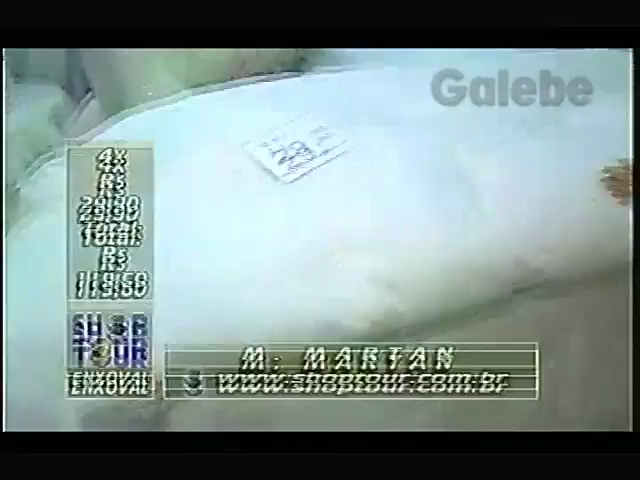 Galebe
4X
R$
29,90
Total:
R$
119,60
SHOP
TOUR
ENXOVAL
M: MARTAN
www.shoptour.com.br